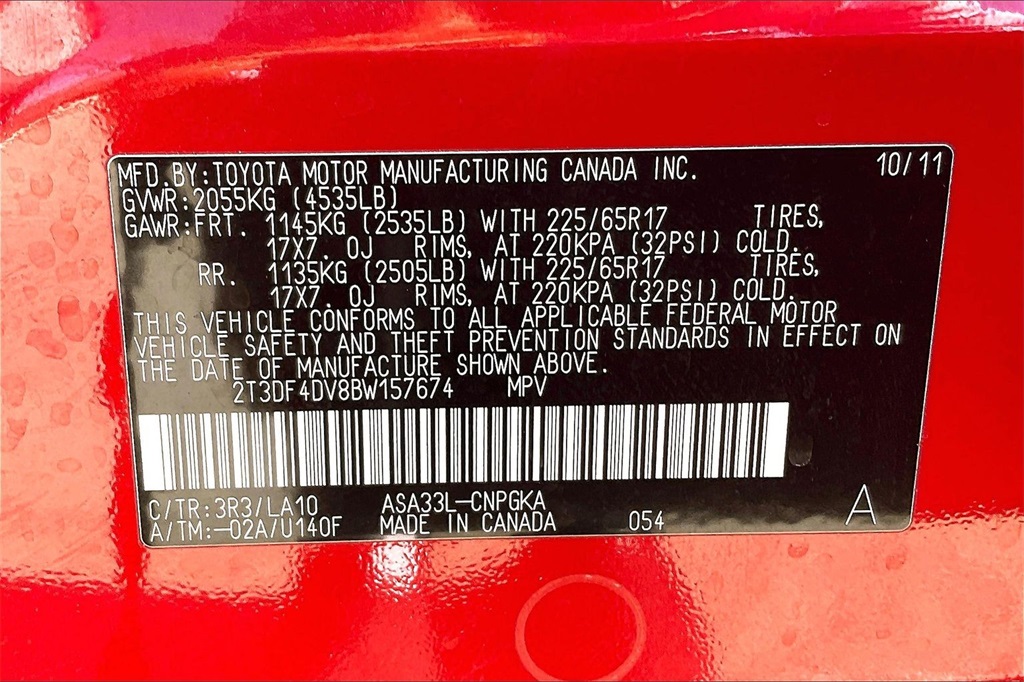 MFD.BY:TOYOTA MOTOR MANUFACTURING CANADA INC. 10/11
GVWR:2055KG (4535LB)
GAWR:FRT. 1145KG (2535LB) WITH 225/65R17 TIRES,
17X7.0J RIMS, AT 220KPA (32PSI) COLD.
RR. 1135KG (2505LB) WITH 225/65R17 TIRES,
17X7.0J RIMS, AT 220KPA (32PSI) COLD.
THIS VEHICLE CONFORMS TO ALL APPLICABLE FEDERAL MOTOR
VEHICLE SAFETY AND THEFT PREVENTION STANDARDS IN EFFECT ON
THE DATE OF MANUFACTURE SHOWN ABOVE.
2T3DF4DV8BW157674 MPV
C/TR:3R3/LA10 ASA33L-CNPGKA
A/TM:-02A/U140F MADE IN CANADA 054 A